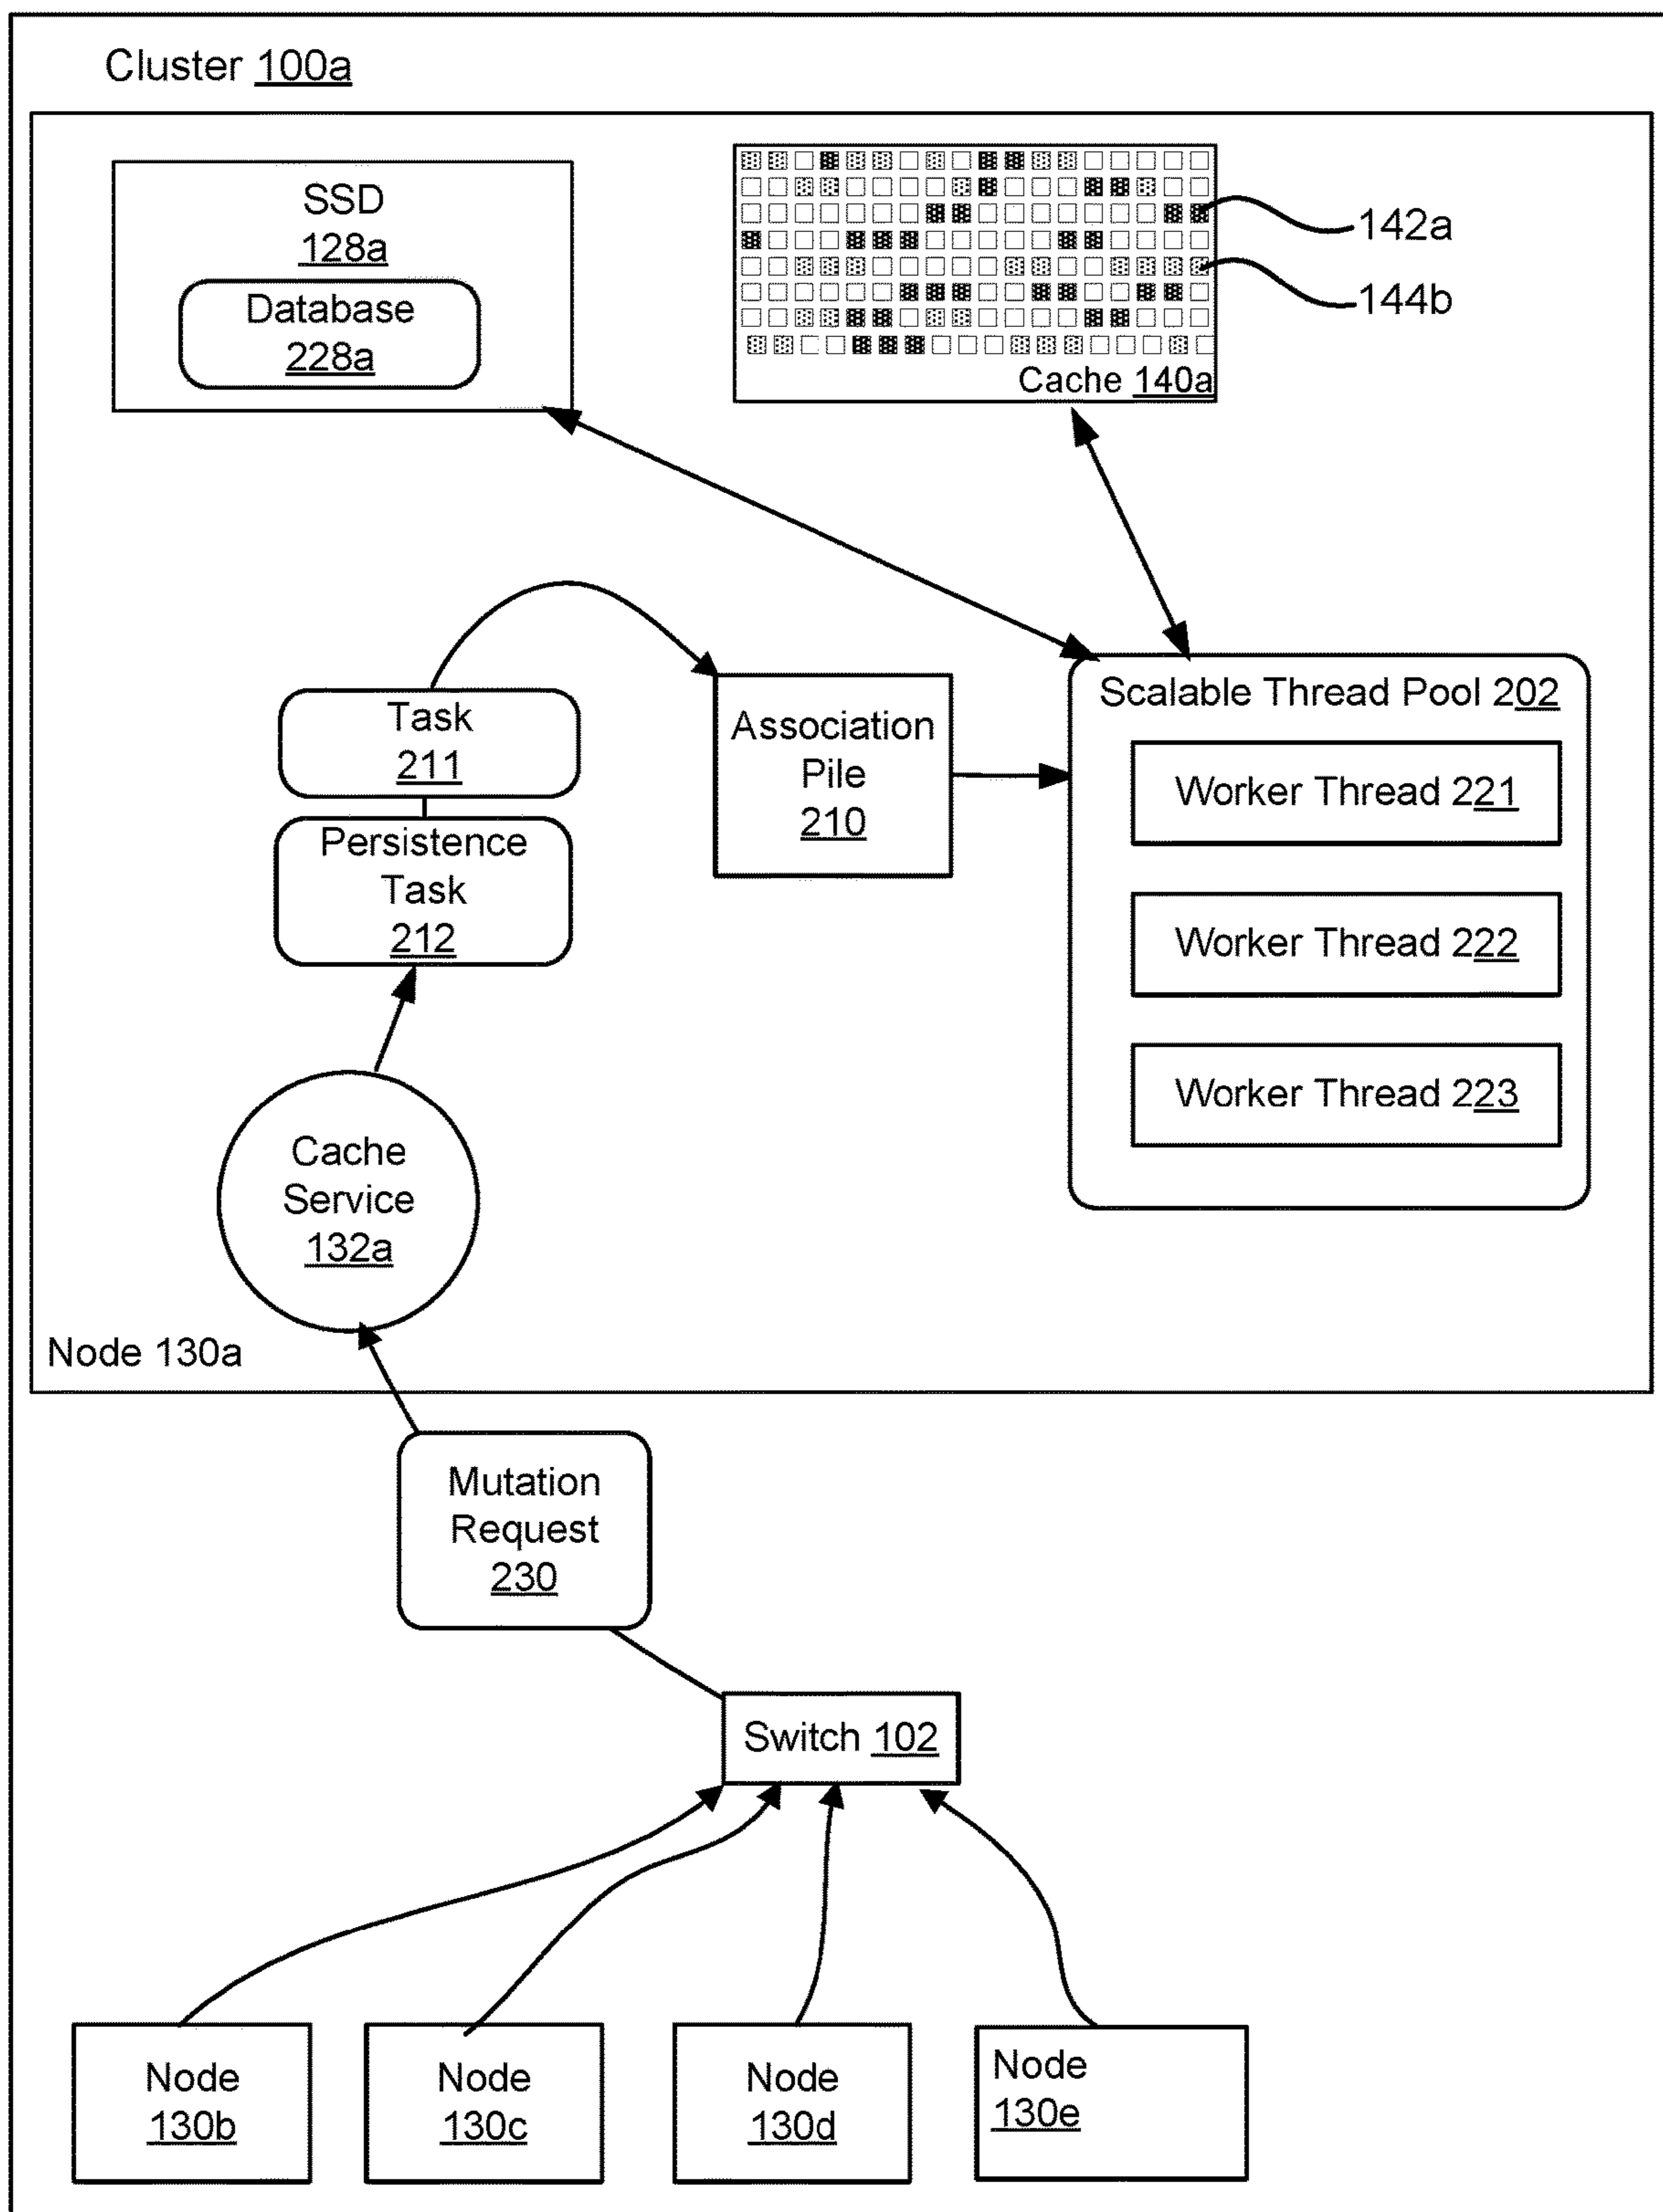 Cluster 100a
SSD
128a
Database
228a
142a
144b
Cache 140a
Task
211
Persistence
Task
212
Association
Pile
210
Scalable Thread Pool 202
Worker Thread 221
Worker Thread 222
Worker Thread 223
Cache
Service
132a
Node 130a
Mutation
Request
230
Switch 102
Node
130b
Node
130c
Node
130d
Node
130e